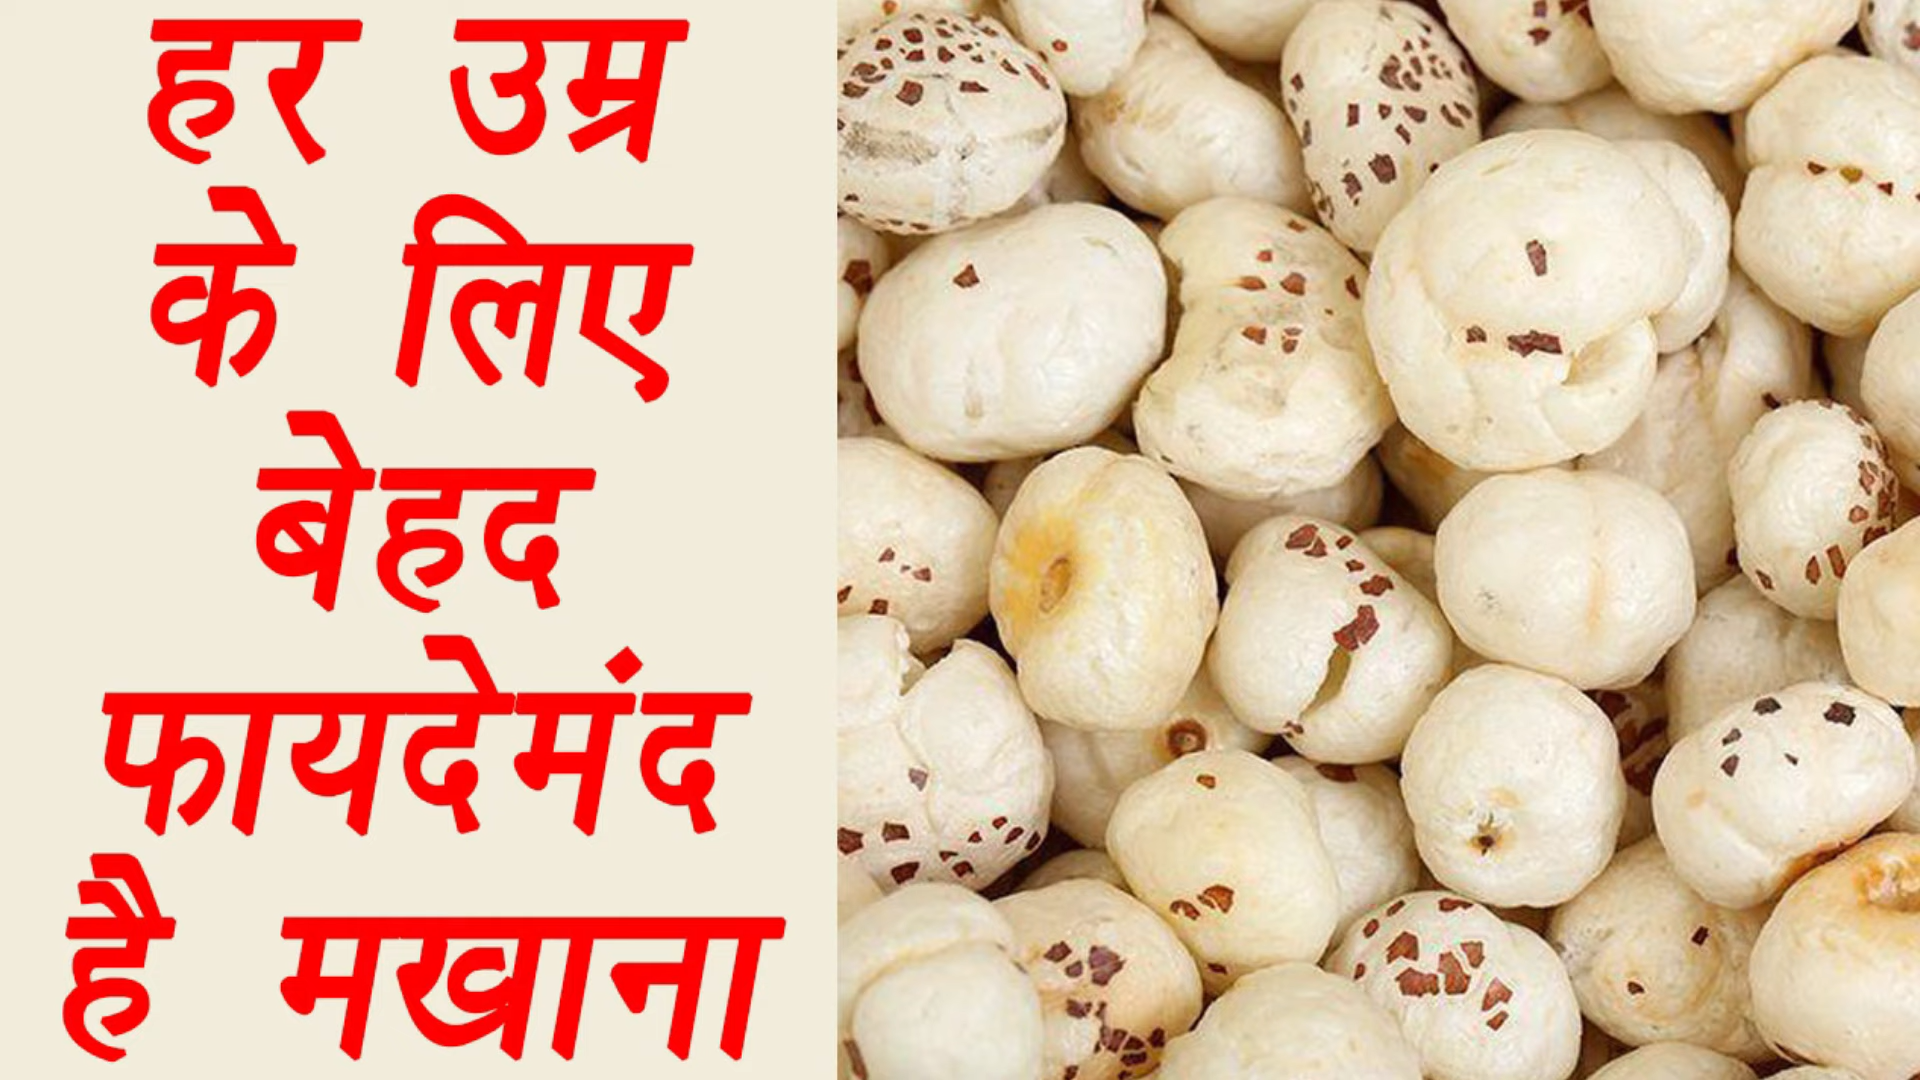 हर उम्र
के लिए
बेहद
फायदेमंद
है मखाना